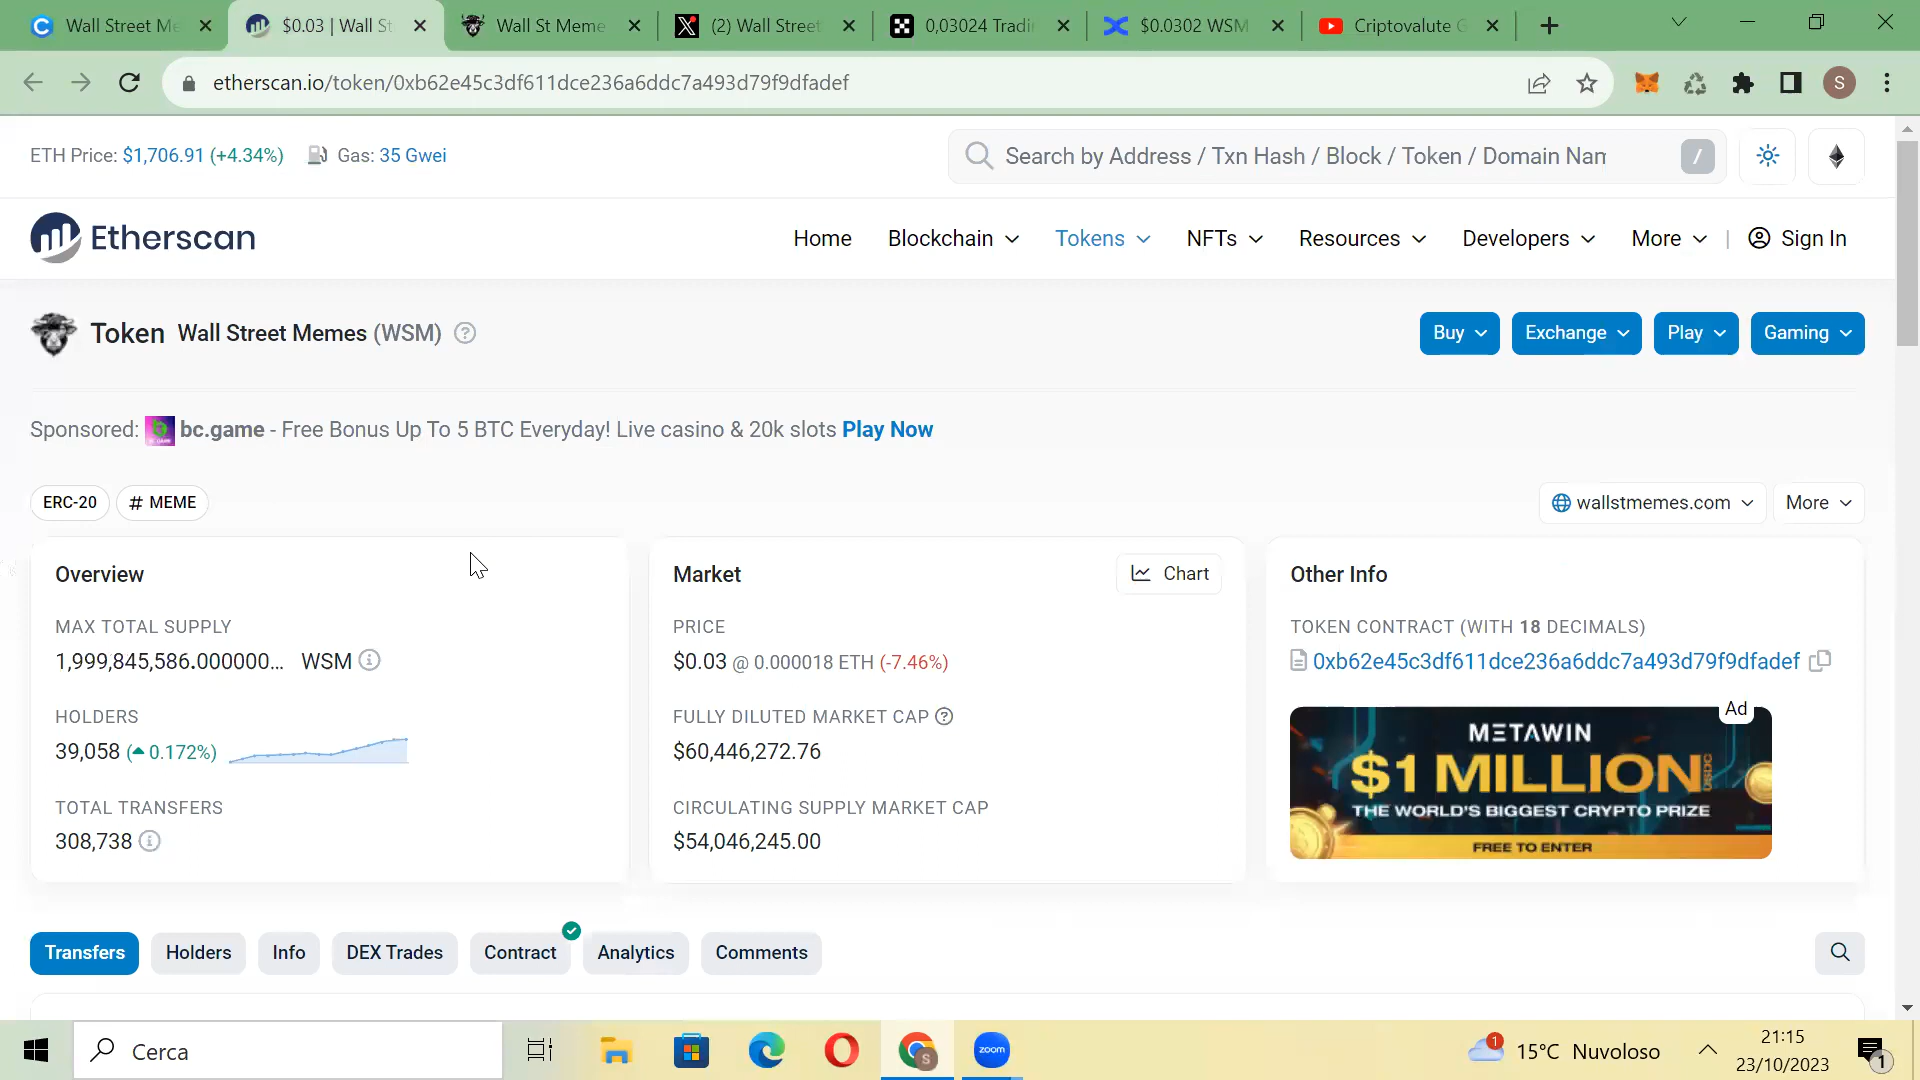 Wall Street Me
$0.03 | Wall St
Wall St Meme
(2) Wall Street
0,03024 Tradi
$0.0302 WSM
Criptovalute G
etherscan.io/token/0xb62e45c3df611dce236a6ddc7a493d79f9dfadef
S
ETH Price: $1,706.91 (+4.34%) Gas: 35 Gwei
Search by Address / Txn Hash / Block / Token / Domain Nam
/
Etherscan
Home
Blockchain
Tokens
NFTs
Resources
Developers
More
|
Sign In
Token Wall Street Memes (WSM)
Buy
Exchange
Play
Gaming
Sponsored: bc.game - Free Bonus Up To 5 BTC Everyday! Live casino & 20k slots Play Now
ERC-20
# MEME
wallstmemes.com
More
Overview
MAX TOTAL SUPPLY
1,999,845,586.000000... WSM
HOLDERS
39,058 (0.172%)
TOTAL TRANSFERS
308,738
Market
Chart
PRICE
$0.03 @ 0.000018 ETH (-7.46%)
FULLY DILUTED MARKET CAP
$60,446,272.76
CIRCULATING SUPPLY MARKET CAP
$54,046,245.00
Other Info
TOKEN CONTRACT (WITH 18 DECIMALS)
0xb62e45c3df611dce236a6ddc7a493d79f9dfadef
Ad
METAWIN
$1 MILLION USDC
THE WORLD'S BIGGEST CRYPTO PRIZE
FREE TO ENTER
Transfers
Holders
Info
DEX Trades
Contract
Analytics
Comments
Cerca
S
zoom
1
15°C Nuvoloso
21:15
23/10/2023
1